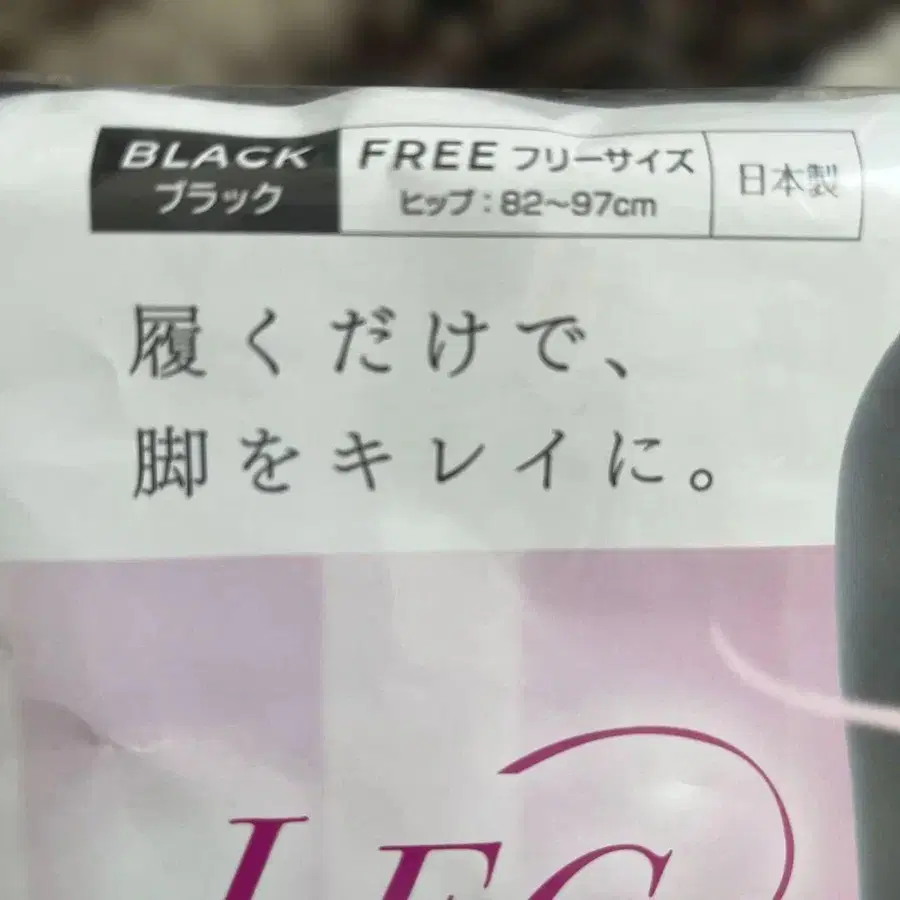 BLACK
ブラック
FREE フリーサイズ
ヒップ:82〜97cm
日本製
履くだけで、
脚をキレイに。